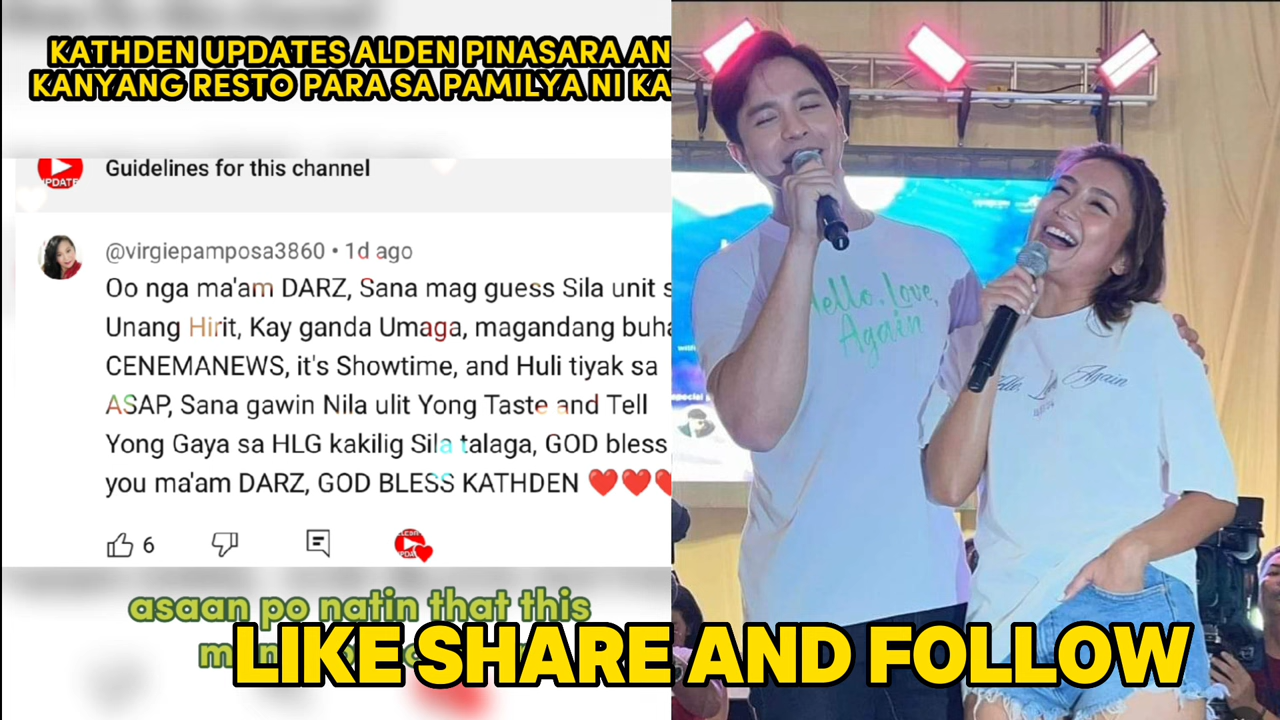 KATHDEN UPDATES ALDEN PINASARA AN
KANYANG RESTO PARA SA PAMILYA NI KA
Guidelines for this channel
UPDATE
@virgiepamposa3860 • 1d ago
Oo nga ma'am DARZ, Sana mag guess Sila unit s
Unang Hirit, Kay ganda Umaga, magandang buha
CENEMANEWS, it's Showtime, and Huli tiyak sa
ASAP, Sana gawin Nila ulit Yong Taste and Tell
Yong Gaya sa HLG kakilig Sila talaga, GOD bless
you ma'am DARZ, GOD BLESS KATHDEN ❤️❤️❤️
6
asaan po natin that this
LIKE SHARE AND FOLLOW
Hello, Love,
Again
Again